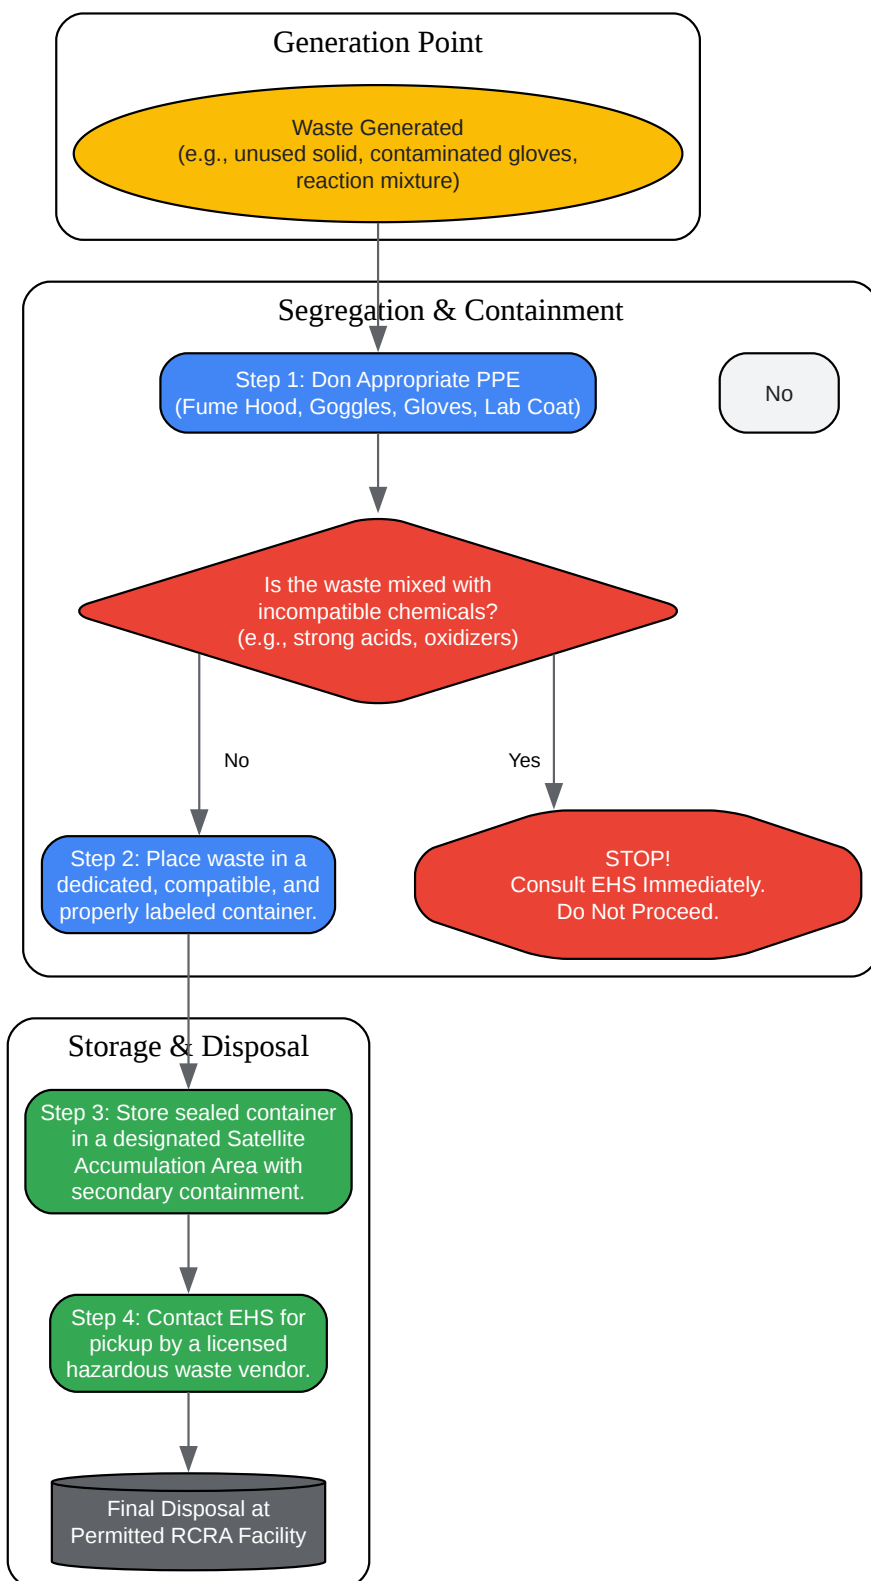 Generation Point
Waste Generated
(e.g., unused solid, contaminated gloves,
reaction mixture)
Segregation & Containment
Step 1: Don Appropriate PPE
(Fume Hood, Goggles, Gloves, Lab Coat)
No
Is the waste mixed with
incompatible chemicals?
(e.g., strong acids, oxidizers)
No
Yes
Step 2: Place waste in a
dedicated, compatible, and
properly labeled container.
STOP!
Consult EHS Immediately.
Do Not Proceed.
Storage & Disposal
Step 3: Store sealed container
in a designated Satellite
Accumulation Area with
secondary containment.
Step 4: Contact EHS for
pickup by a licensed
hazardous waste vendor.
Final Disposal at
Permitted RCRA Facility